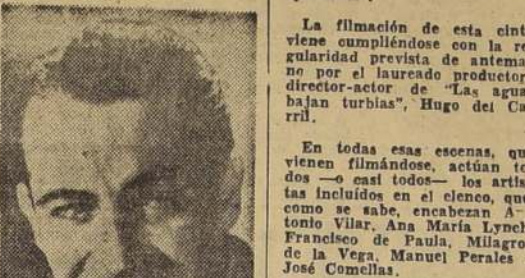 La filmación de esta cint
viene cumpliéndose con la re
gularidad prevista de antema
no por el laureado productor
director-actor de "Las agua
bajan turbias", Hugo del Ca
rril.
En todas esas escenas, qu
vienen filmándose, actúan to
dos —o casi todos— los artis
tas incluídos en el clenco, que
como se sabe, encabezan A-
tonio Vilar, Ana María Lynch
Francisco de Paula, Milagro
de la Vega, Manuel Perales
José Comellas.